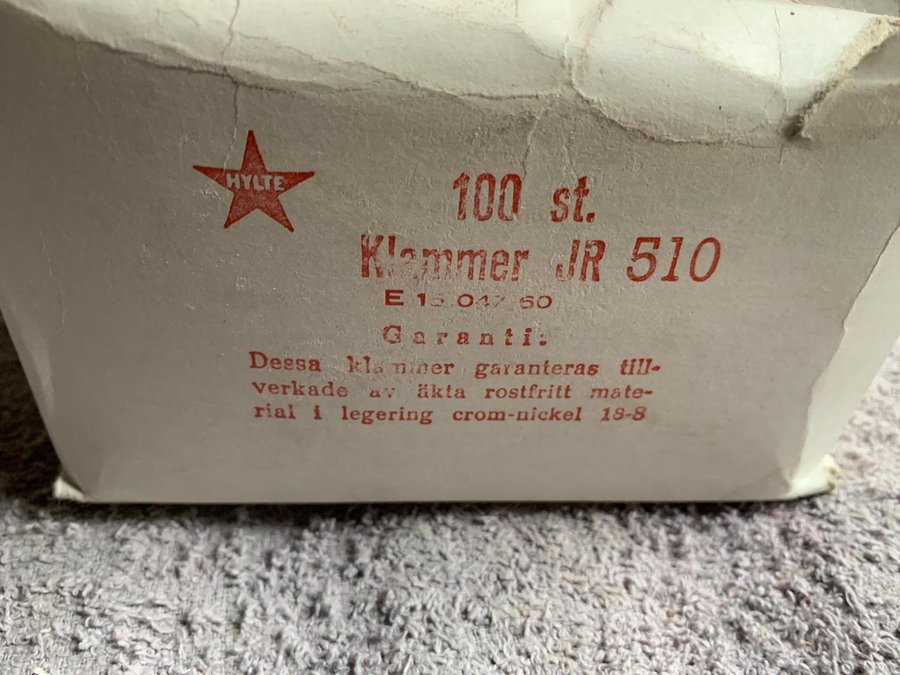 HYLTE
100 st.
Klammer JR 510
E 15 047 60
Garanti:
Dessa klammer garanteras till-
verkade av äkta rostfritt mate-
rial i legering crom-nickel 18-8